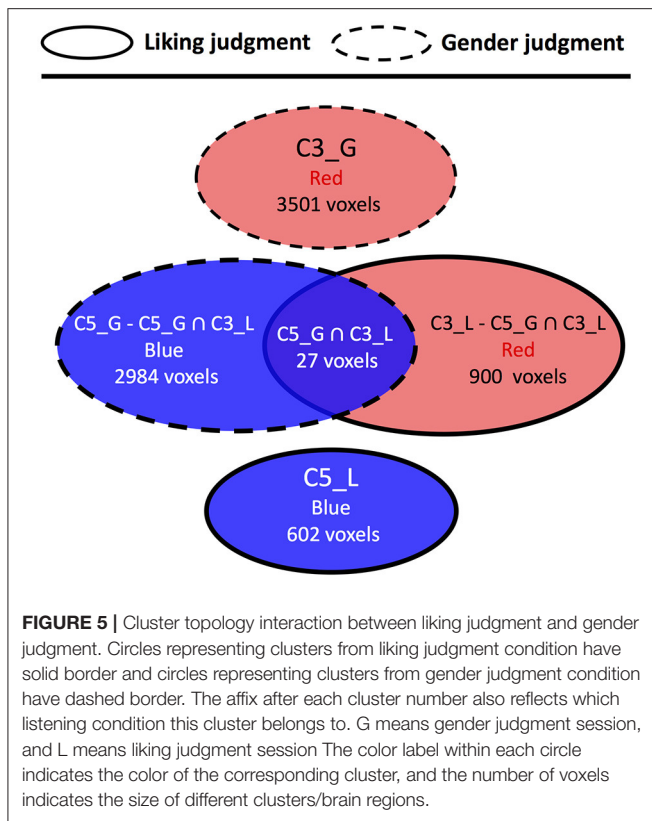 Liking judgment Gender judgment
C3_G
Red
3501 voxels
C5_G - C5_G ∩ C3_L
Blue
2984 voxels
C5_G ∩ C3_L
27 voxels
C3_L - C5_G ∩ C3_L
Red
900 voxels
C5_L
Blue
602 voxels
FIGURE 5 | Cluster topology interaction between liking judgment and gender
judgment. Circles representing clusters from liking judgment condition have
solid border and circles representing clusters from gender judgment condition
have dashed border. The affix after each cluster number also reflects which
listening condition this cluster belongs to. G means gender judgment session,
and L means liking judgment session The color label within each circle
indicates the color of the corresponding cluster, and the number of voxels
indicates the size of different clusters/brain regions.